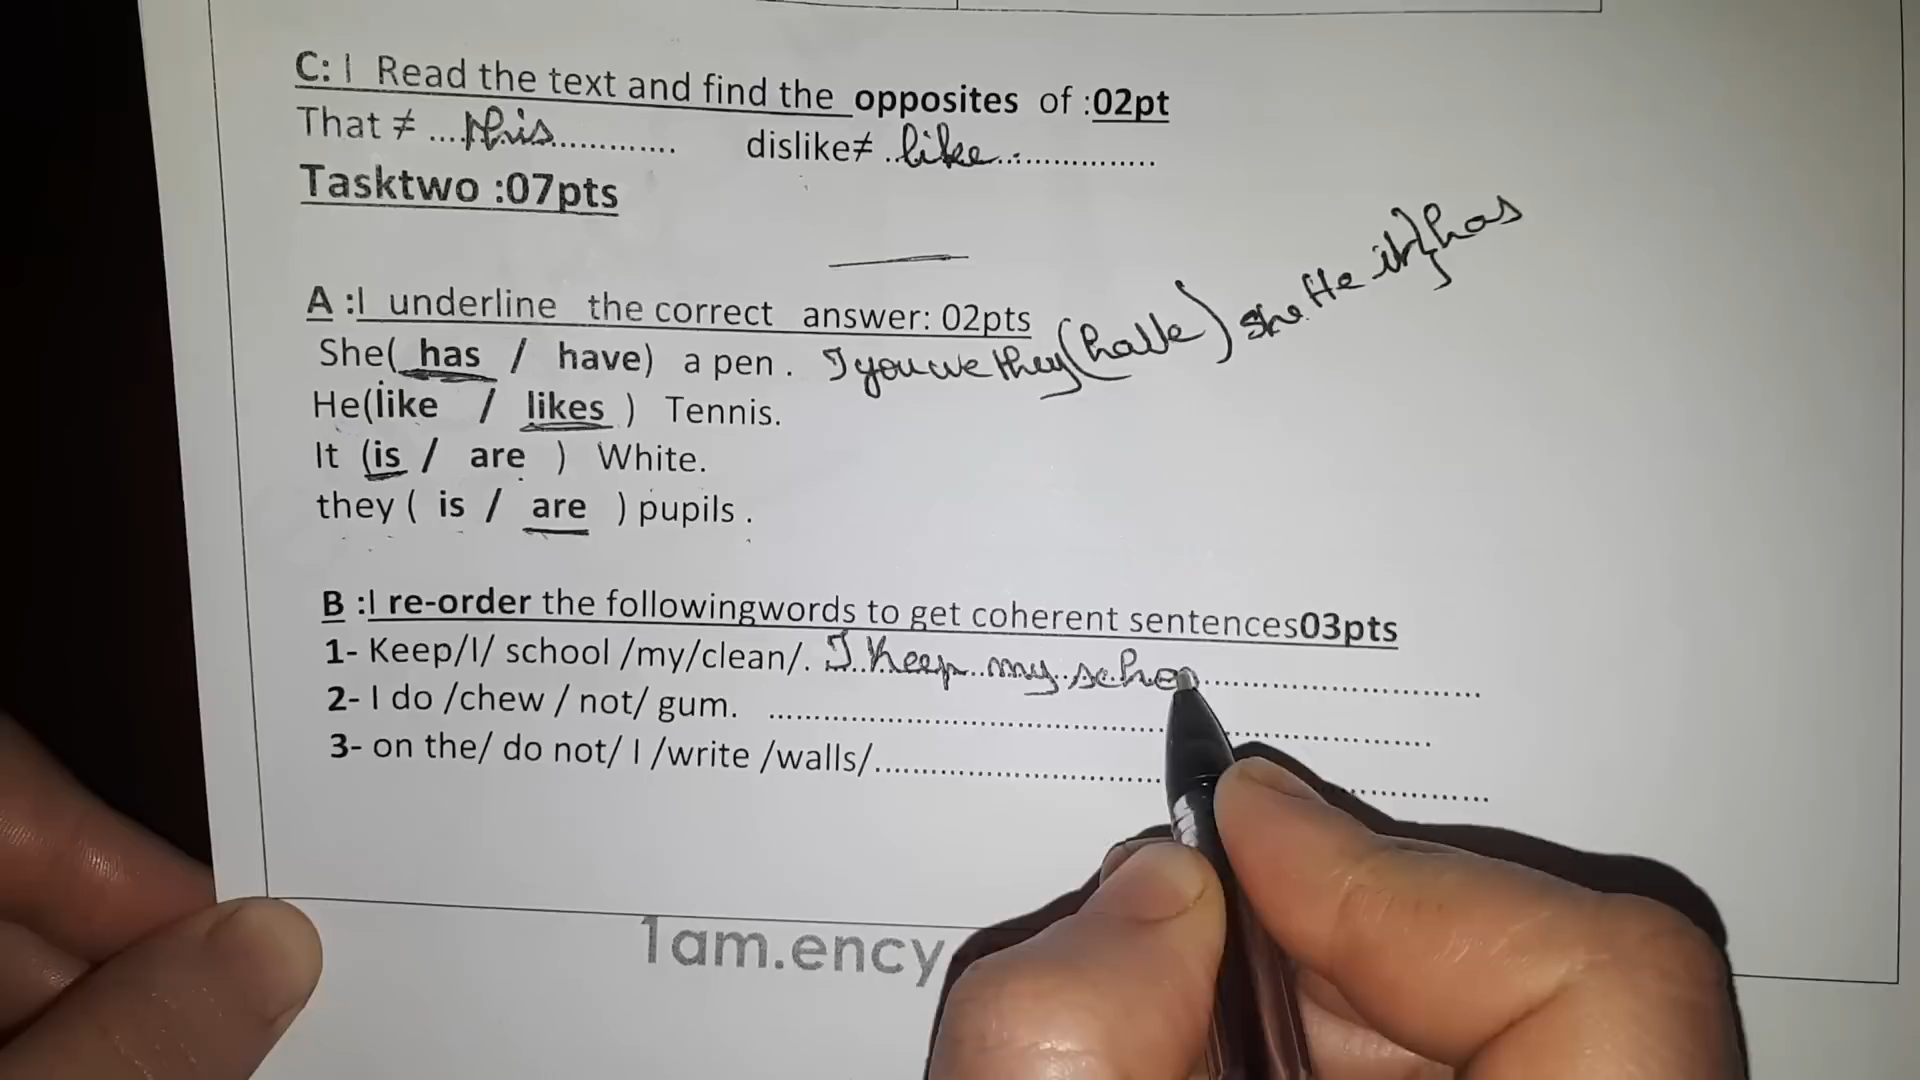 C: I Read the text and find the opposites of :02pt
That ≠ ....this............. dislike≠ ..like.................
Tasktwo :07pts
A :I underline the correct answer: 02pts
She( has / have) a pen . I you we they (have) she He it} has
He(like / likes ) Tennis.
It (is / are ) White.
they ( is / are ) pupils .
B :I re-order the followingwords to get coherent sentences03pts
1- Keep/I/ school /my/clean/. I Keep my schoo
2- I do /chew / not/ gum. ........................................
3- on the/ do not/ I /write /walls/........................................
1am.ency